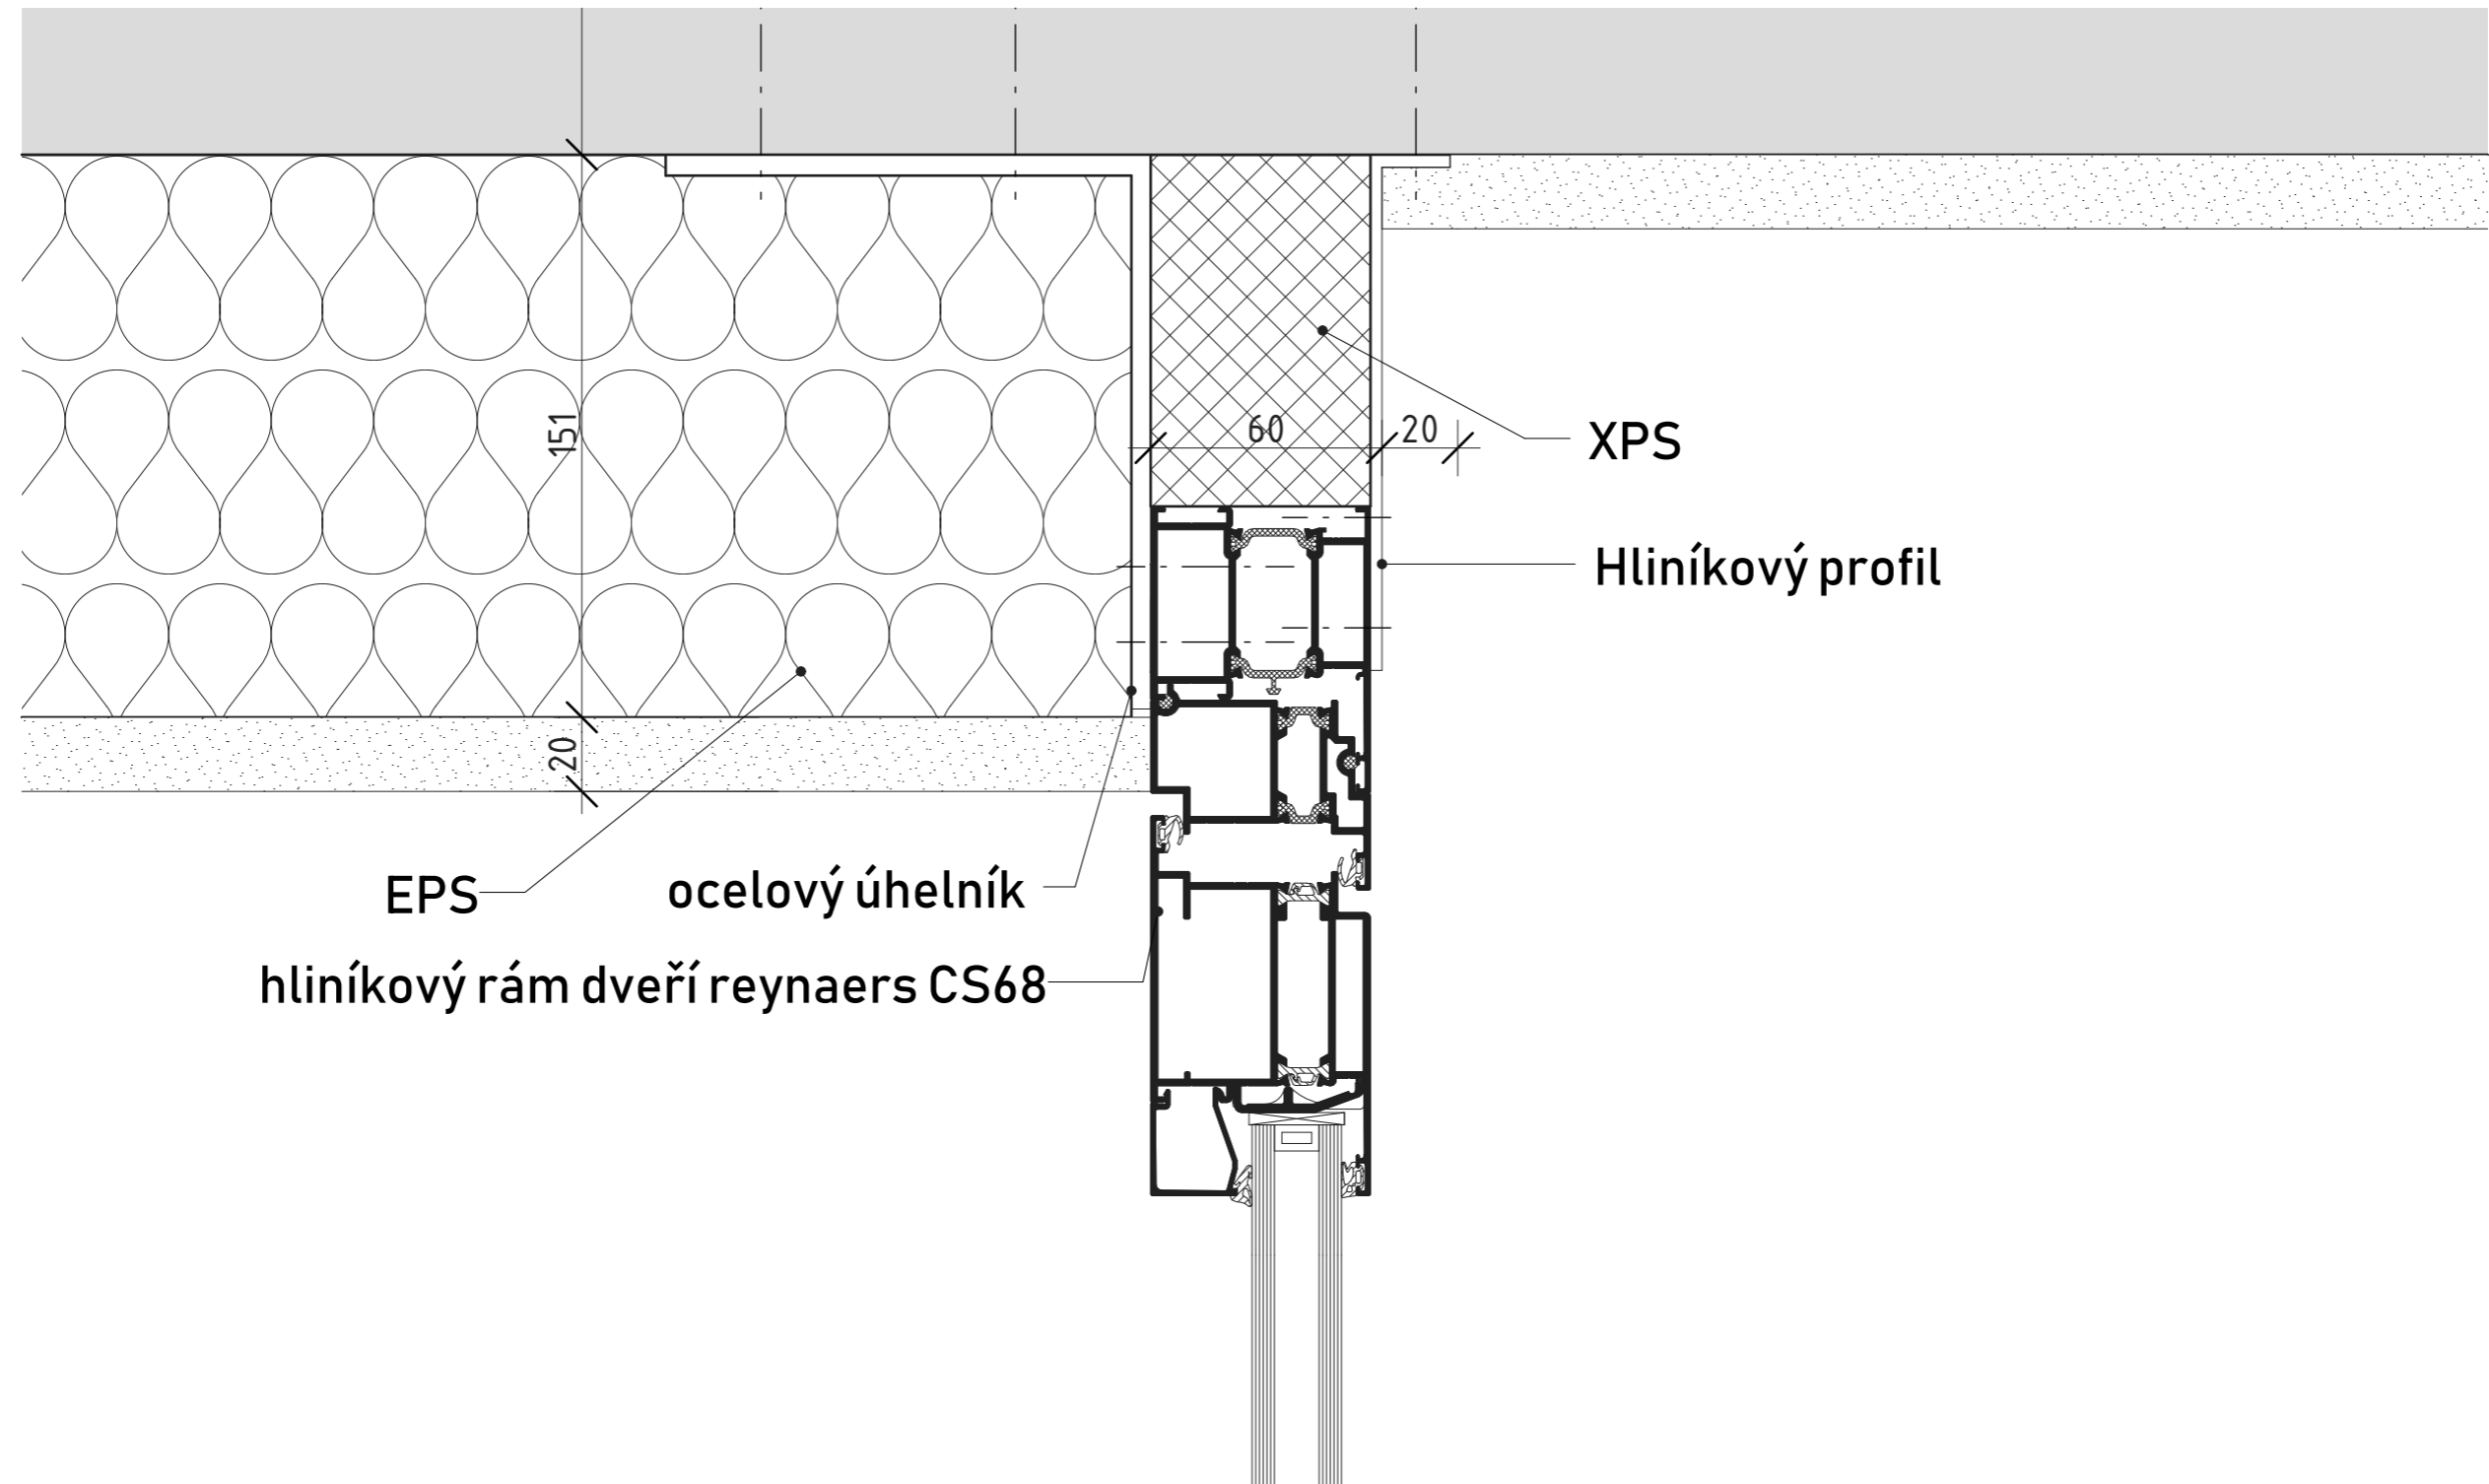 151
60
20
XPS
Hliníkový profil
20
EPS
ocelový úhelník
hliníkový rám dveří reynaers CS68